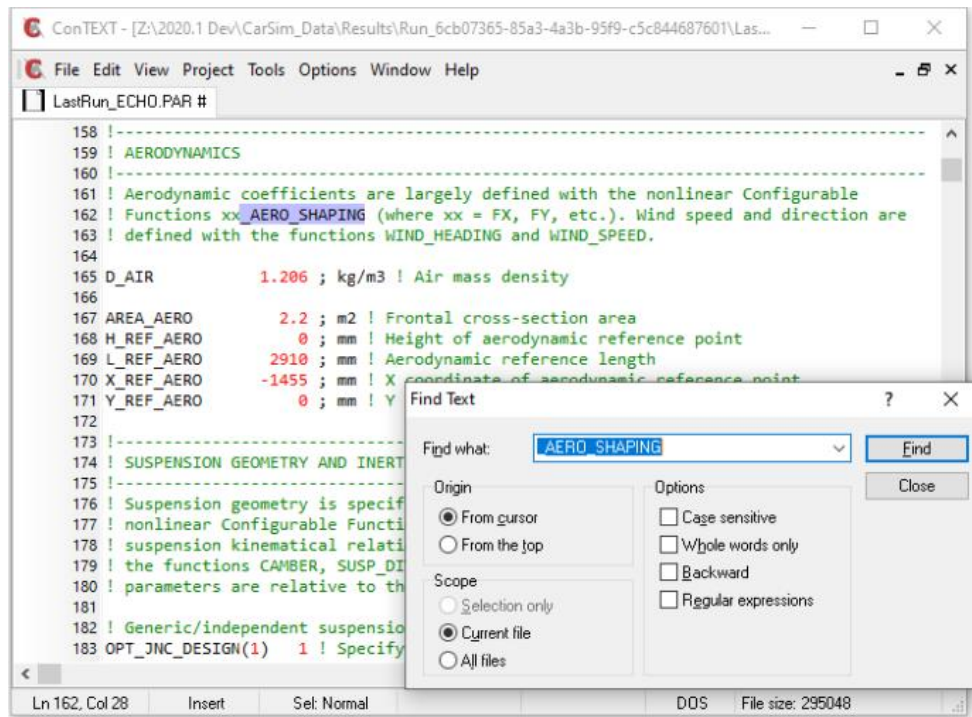 ConTEXT - [Z:\2020.1 Dev\CarSim_Data\Results\Run_6cb07365-85a3-4a3b-95f9-c5c844687601\Las...
File Edit View Project Tools Options Window Help
LastRun_ECHO.PAR #
158 !------------------------------------------------------------------------------
159 ! AERODYNAMICS
160 !------------------------------------------------------------------------------
161 ! Aerodynamic coefficients are largely defined with the nonlinear Configurable
162 ! Functions xx_AERO_SHAPING (where xx = FX, FY, etc.). Wind speed and direction are
163 ! defined with the functions WIND_HEADING and WIND_SPEED.
164
165 D_AIR 1.206 ; kg/m3 ! Air mass density
166
167 AREA_AERO 2.2 ; m2 ! Frontal cross-section area
168 H_REF_AERO 0 ; mm ! Height of aerodynamic reference point
169 L_REF_AERO 2910 ; mm ! Aerodynamic reference length
170 X_REF_AERO -1455 ; mm ! X coordinate of aerodynamic reference point
171 Y_REF_AERO 0 ; mm ! Y
172
173 !------------------------------
174 ! SUSPENSION GEOMETRY AND INERT
175 !------------------------------
176 ! Suspension geometry is specif
177 ! nonlinear Configurable Functi
178 ! suspension kinematical relati
179 ! the functions CAMBER, SUSP_DI
180 ! parameters are relative to th
181
182 ! Generic/independent suspensio
183 OPT_JNC_DESIGN(1) 1 ! Specify
Find Text ?
Find what: _AERO_SHAPING Find
Close
Origin
From cursor
From the top
Scope
Selection only
Current file
All files
Options
Case sensitive
Whole words only
Backward
Regular expressions
Ln 162, Col 28 Insert Sel: Normal DOS File size: 295048